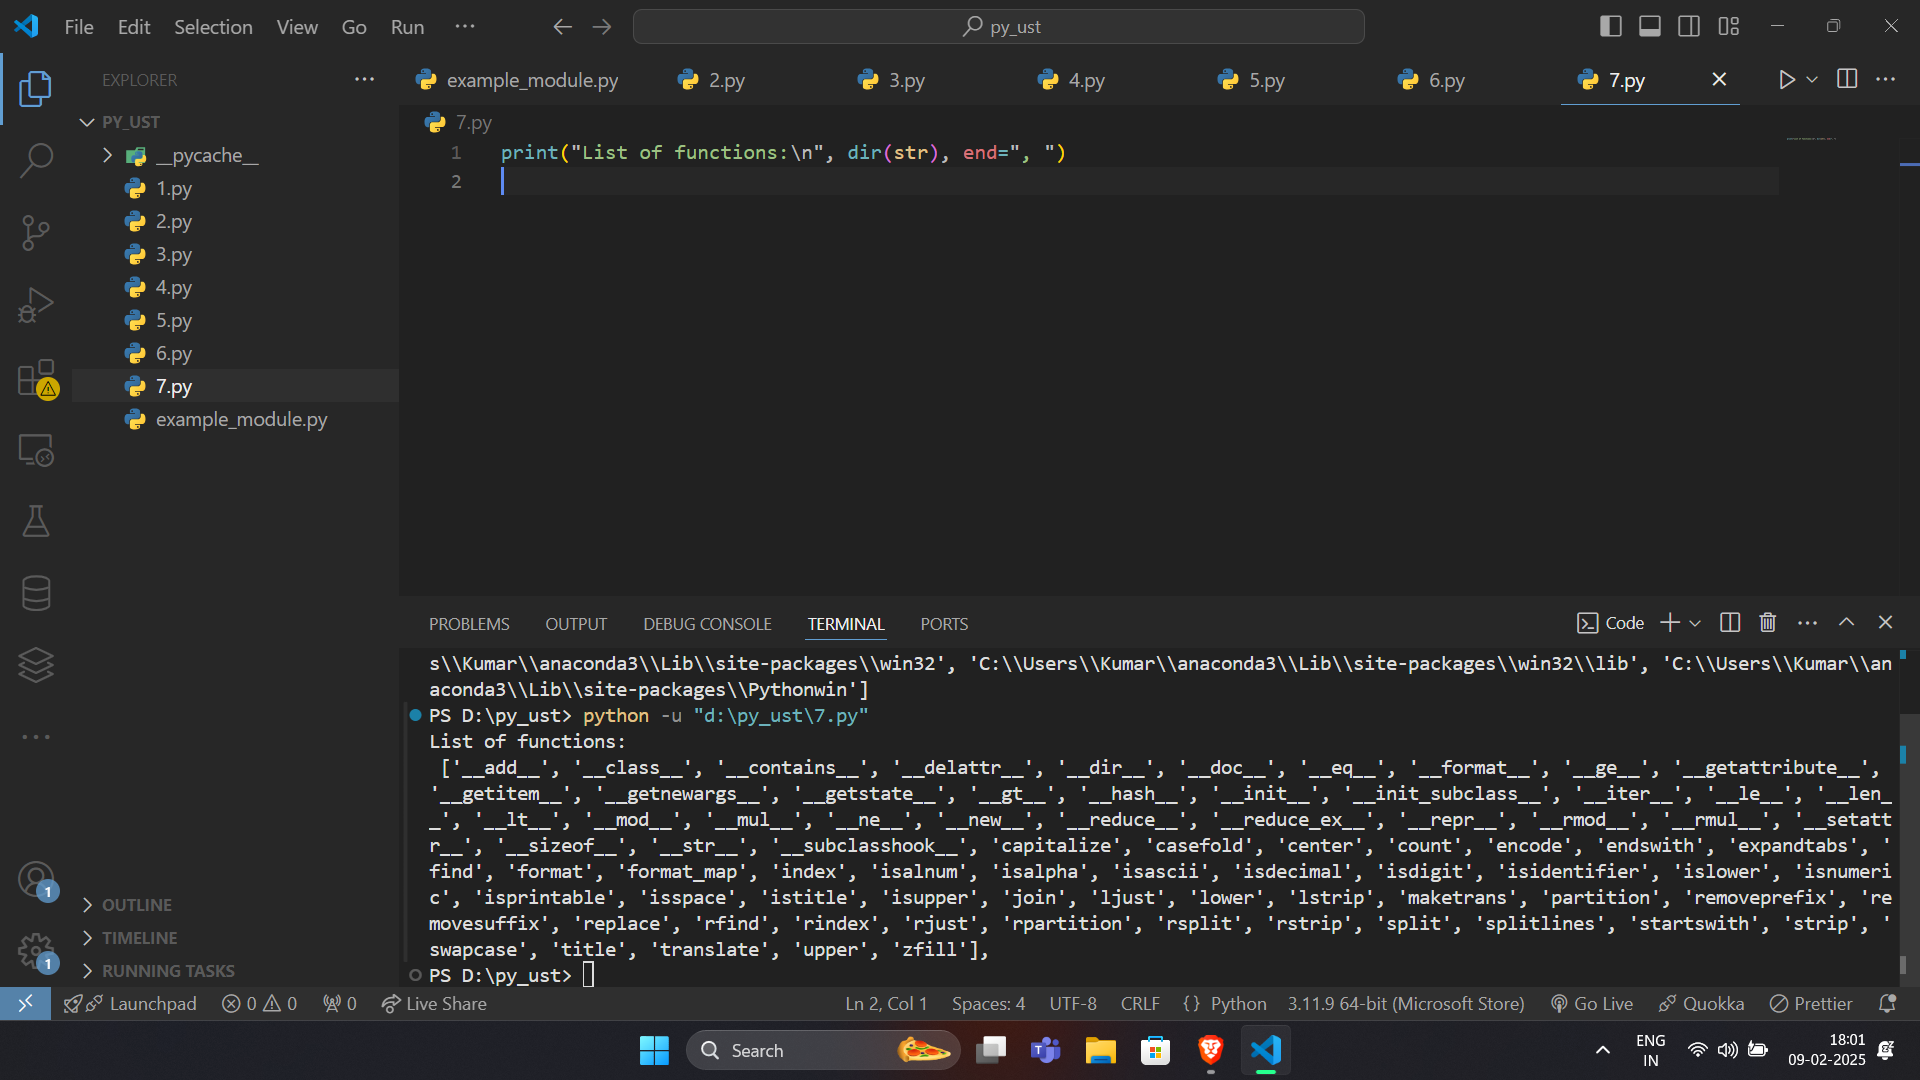 File Edit Selection View Go Run ··· py_ust
EXPLORER ···
PY_UST
__pycache__
1.py
2.py
3.py
4.py
5.py
6.py
7.py
example_module.py
OUTLINE
TIMELINE
RUNNING TASKS
example_module.py 2.py 3.py 4.py 5.py 6.py 7.py
7.py
1 print("List of functions:\n", dir(str), end=", ")
2
PROBLEMS OUTPUT DEBUG CONSOLE TERMINAL PORTS Code
s\\Kumar\\anaconda3\\Lib\\site-packages\\win32', 'C:\\Users\\Kumar\\anaconda3\\Lib\\site-packages\\win32\\lib', 'C:\\Users\\Kumar\\an
aconda3\\Lib\\site-packages\\Pythonwin']
PS D:\py_ust> python -u "d:\py_ust\7.py"
List of functions:
['__add__', '__class__', '__contains__', '__delattr__', '__dir__', '__doc__', '__eq__', '__format__', '__ge__', '__getattribute__',
'__getitem__', '__getnewargs__', '__getstate__', '__gt__', '__hash__', '__init__', '__init_subclass__', '__iter__', '__le__', '__len_
_', '__lt__', '__mod__', '__mul__', '__ne__', '__new__', '__reduce__', '__reduce_ex__', '__repr__', '__rmod__', '__rmul__', '__setatt
r__', '__sizeof__', '__str__', '__subclasshook__', 'capitalize', 'casefold', 'center', 'count', 'encode', 'endswith', 'expandtabs', '
find', 'format', 'format_map', 'index', 'isalnum', 'isalpha', 'isascii', 'isdecimal', 'isdigit', 'isidentifier', 'islower', 'isnumeri
c', 'isprintable', 'isspace', 'istitle', 'isupper', 'join', 'ljust', 'lower', 'lstrip', 'maketrans', 'partition', 'removeprefix', 're
movesuffix', 'replace', 'rfind', 'rindex', 'rjust', 'rpartition', 'rsplit', 'rstrip', 'split', 'splitlines', 'startswith', 'strip', '
swapcase', 'title', 'translate', 'upper', 'zfill'],
PS D:\py_ust>
1
1
Launchpad 0 0 0 Live Share Ln 2, Col 1 Spaces: 4 UTF-8 CRLF {} Python 3.11.9 64-bit (Microsoft Store) Go Live Quokka Prettier
Search ENG 18:01
IN 09-02-2025